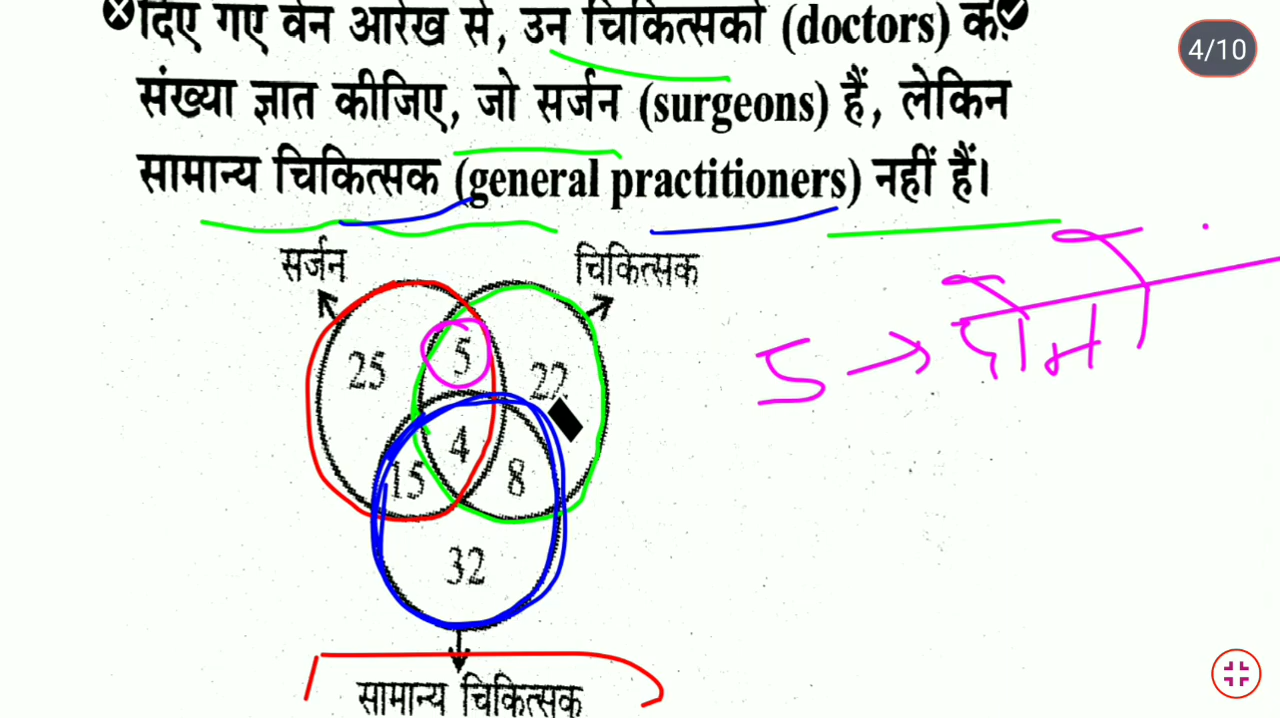 दिए गए वेन आरेख से, उन चिकित्सकों (doctors) की
संख्या ज्ञात कीजिए, जो सर्जन (surgeons) हैं, लेकिन
सामान्य चिकित्सक (general practitioners) नहीं हैं।
4/10
सर्जन
चिकित्सक
5
25
22
4
15
8
32
सामान्य चिकित्सक
5 → दोनों